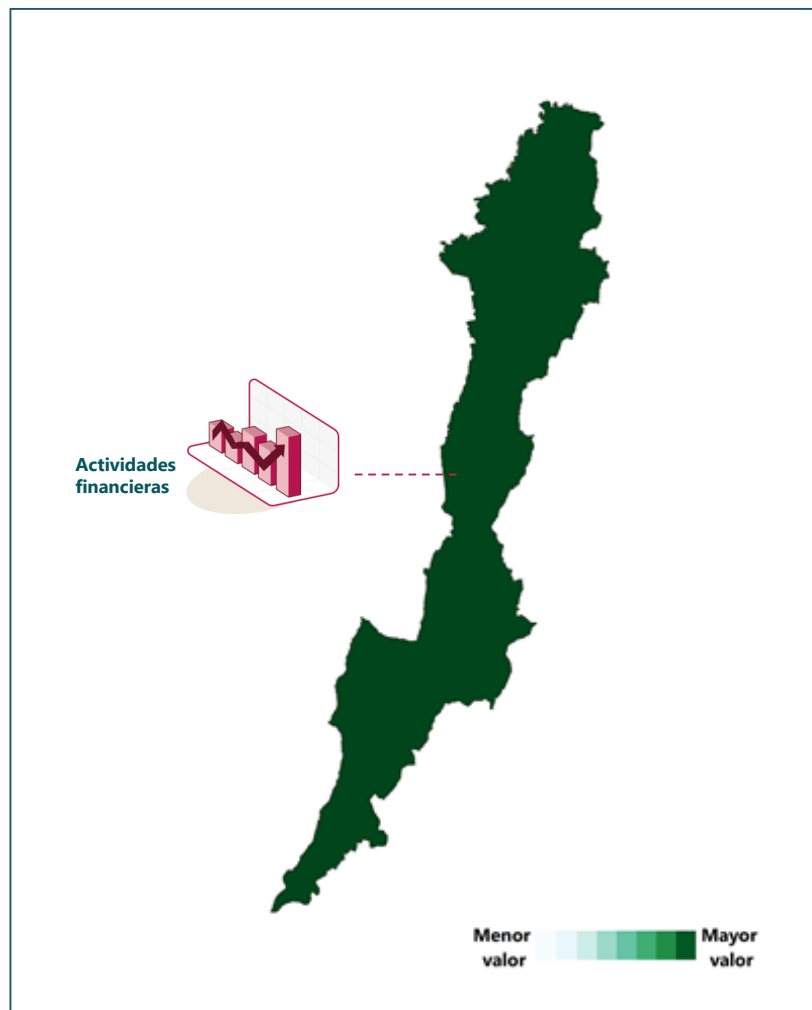 Actividades
financieras
Menor
valor
Mayor
valor